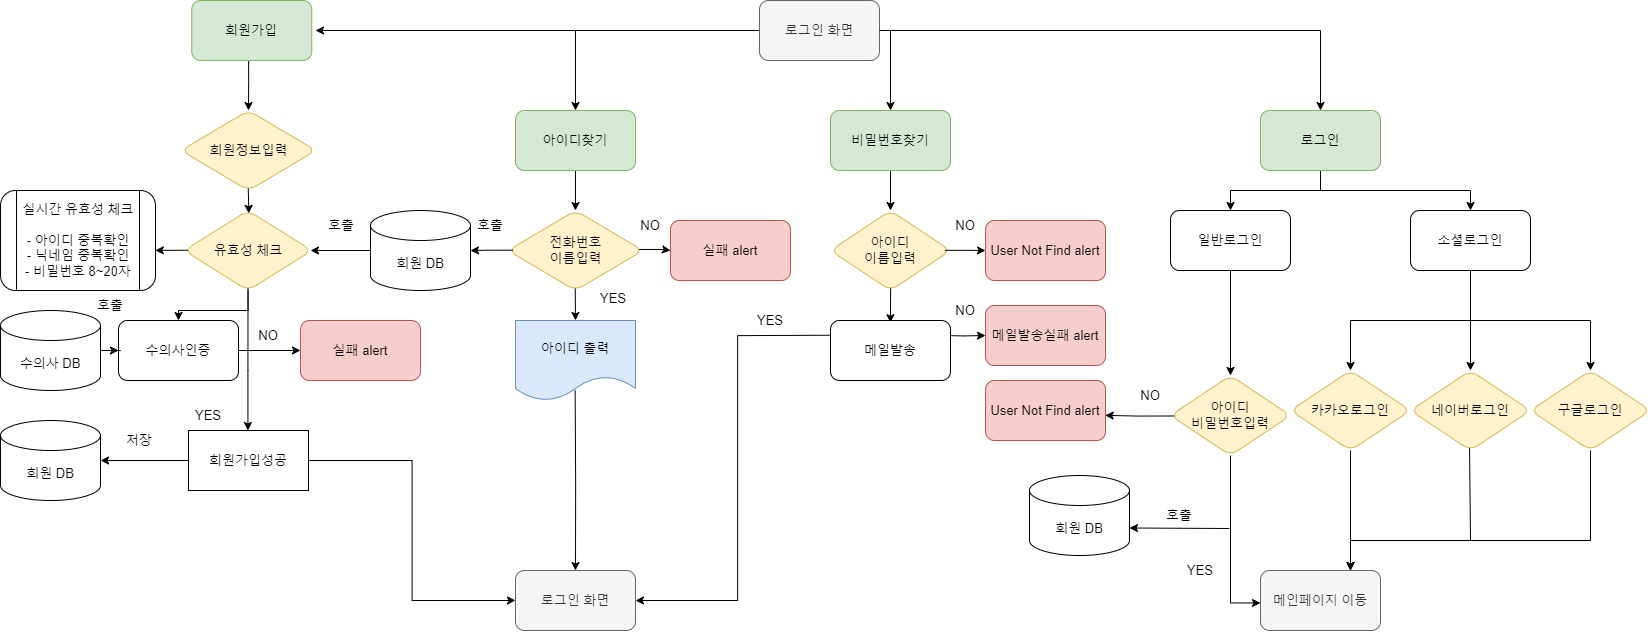 회원가입
로그인 화면
아이디찾기
비밀번호찾기
로그인
회원정보입력
실시간 유효성 체크
- 아이디 중복확인
- 닉네임 중복확인
- 비밀번호 8~20자
유효성 체크
호출
회원 DB
호출
전화번호
이름입력
NO
실패 alert
아이디
이름입력
NO
User Not Find alert
일반로그인
소셜로그인
호출
수의사 DB
수의사인증
NO
실패 alert
YES
아이디 출력
YES
메일발송
NO
메일발송실패 alert
User Not Find alert
NO
아이디
비밀번호입력
카카오로그인
네이버로그인
구글로그인
YES
회원 DB
저장
회원가입성공
회원 DB
호출
YES
로그인 화면
메인페이지 이동